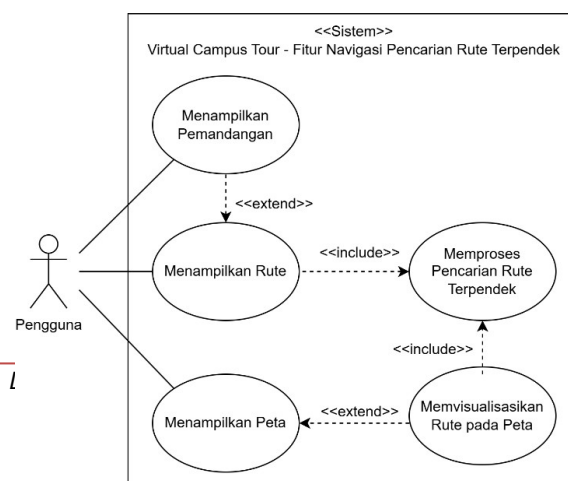 <<Sistem>>
Virtual Campus Tour - Fitur Navigasi Pencarian Rute Terpendek
Menampilkan
Pemandangan
<<extend>>
Menampilkan Rute
<<include>>
Memproses
Pencarian Rute
Terpendek
Pengguna
<<include>>
Menampilkan Peta
<<extend>>
Memvisualisasikan
Rute pada Peta